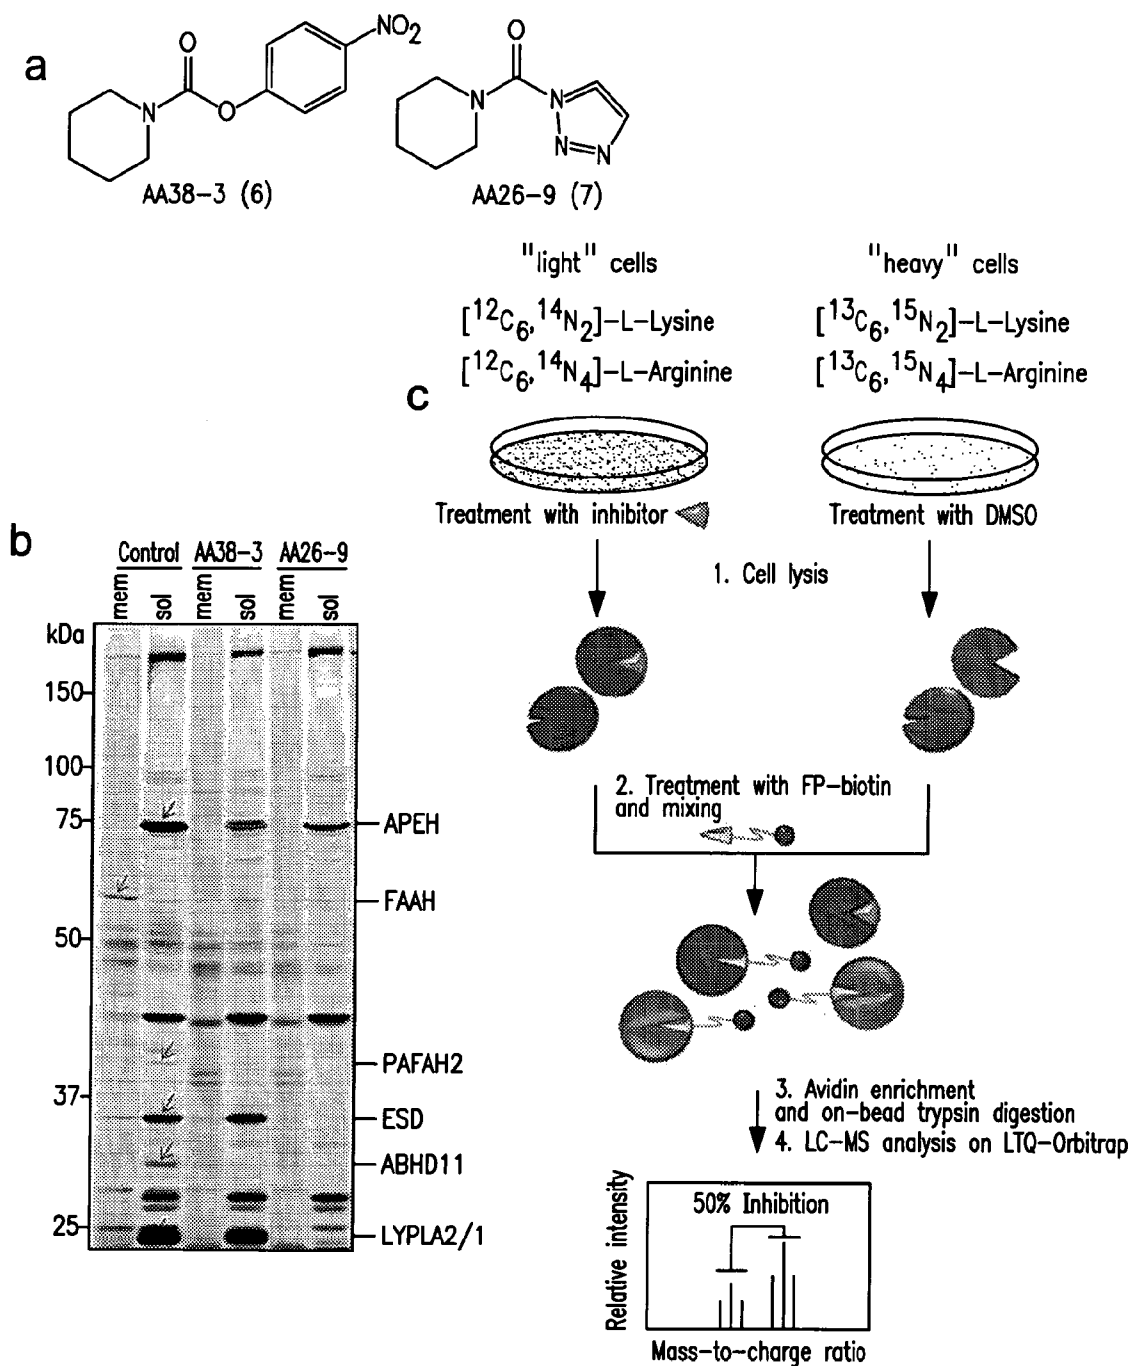 a
O
NO2
N
O
AA38-3 (6)
O
N
N
N=N
AA26-9 (7)
c
"light" cells
"heavy" cells
[12C6,14N2]-L-Lysine
[13C6,15N2]-L-Lysine
[12C6,14N4]-L-Arginine
[13C6,15N4]-L-Arginine
Treatment with inhibitor
Treatment with DMSO
1. Cell lysis
2. Treatment with FP-biotin
and mixing
3. Avidin enrichment
and on-bead trypsin digestion
4. LC-MS analysis on LTQ-Orbitrap
50% Inhibition
Relative intensity
Mass-to-charge ratio
b
Control AA38-3 AA26-9
mem sol mem sol mem sol
kDa
150
100
75
50
37
25
APEH
FAAH
PAFAH2
ESD
ABHD11
LYPLA2/1